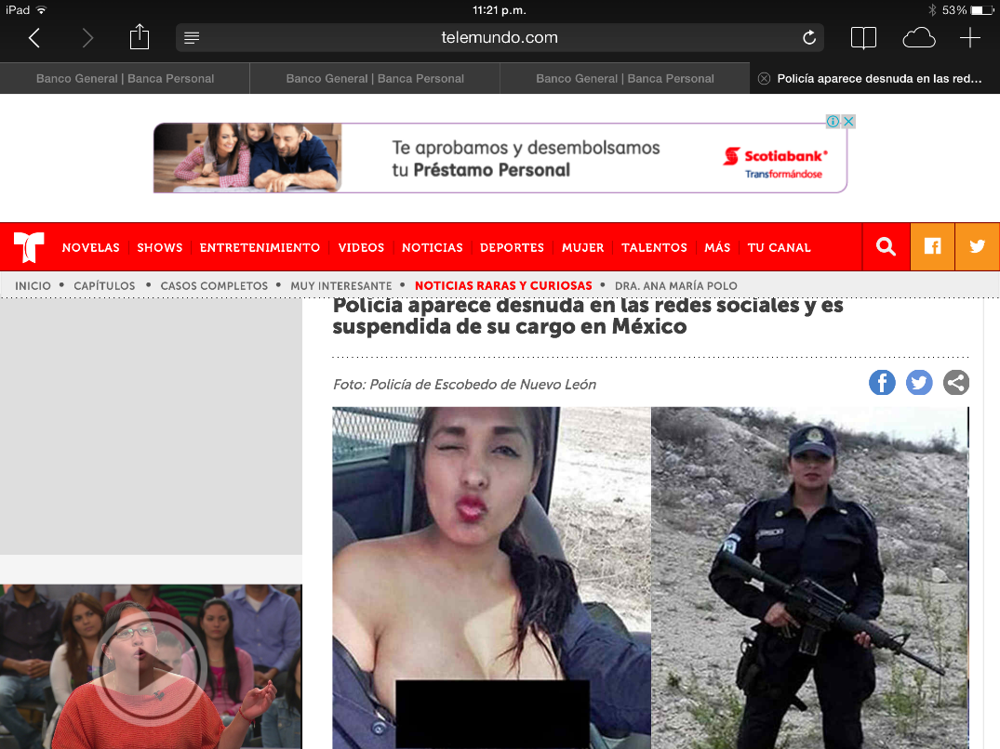 iPad 11:21 p.m. 53%
telemundo.com
Banco General | Banca Personal Banco General | Banca Personal Banco General | Banca Personal Policía aparece desnuda en las red...
Te aprobamos y desembolsamos
tu Préstamo Personal
Scotiabank
Transformándose
NOVELAS SHOWS ENTRETENIMIENTO VIDEOS NOTICIAS DEPORTES MUJER TALENTOS MÁS TU CANAL
INICIO • CAPÍTULOS • CASOS COMPLETOS • MUY INTERESANTE • NOTICIAS RARAS Y CURIOSAS • DRA. ANA MARÍA POLO
Policía aparece desnuda en las redes sociales y es
suspendida de su cargo en México
Foto: Policía de Escobedo de Nuevo León